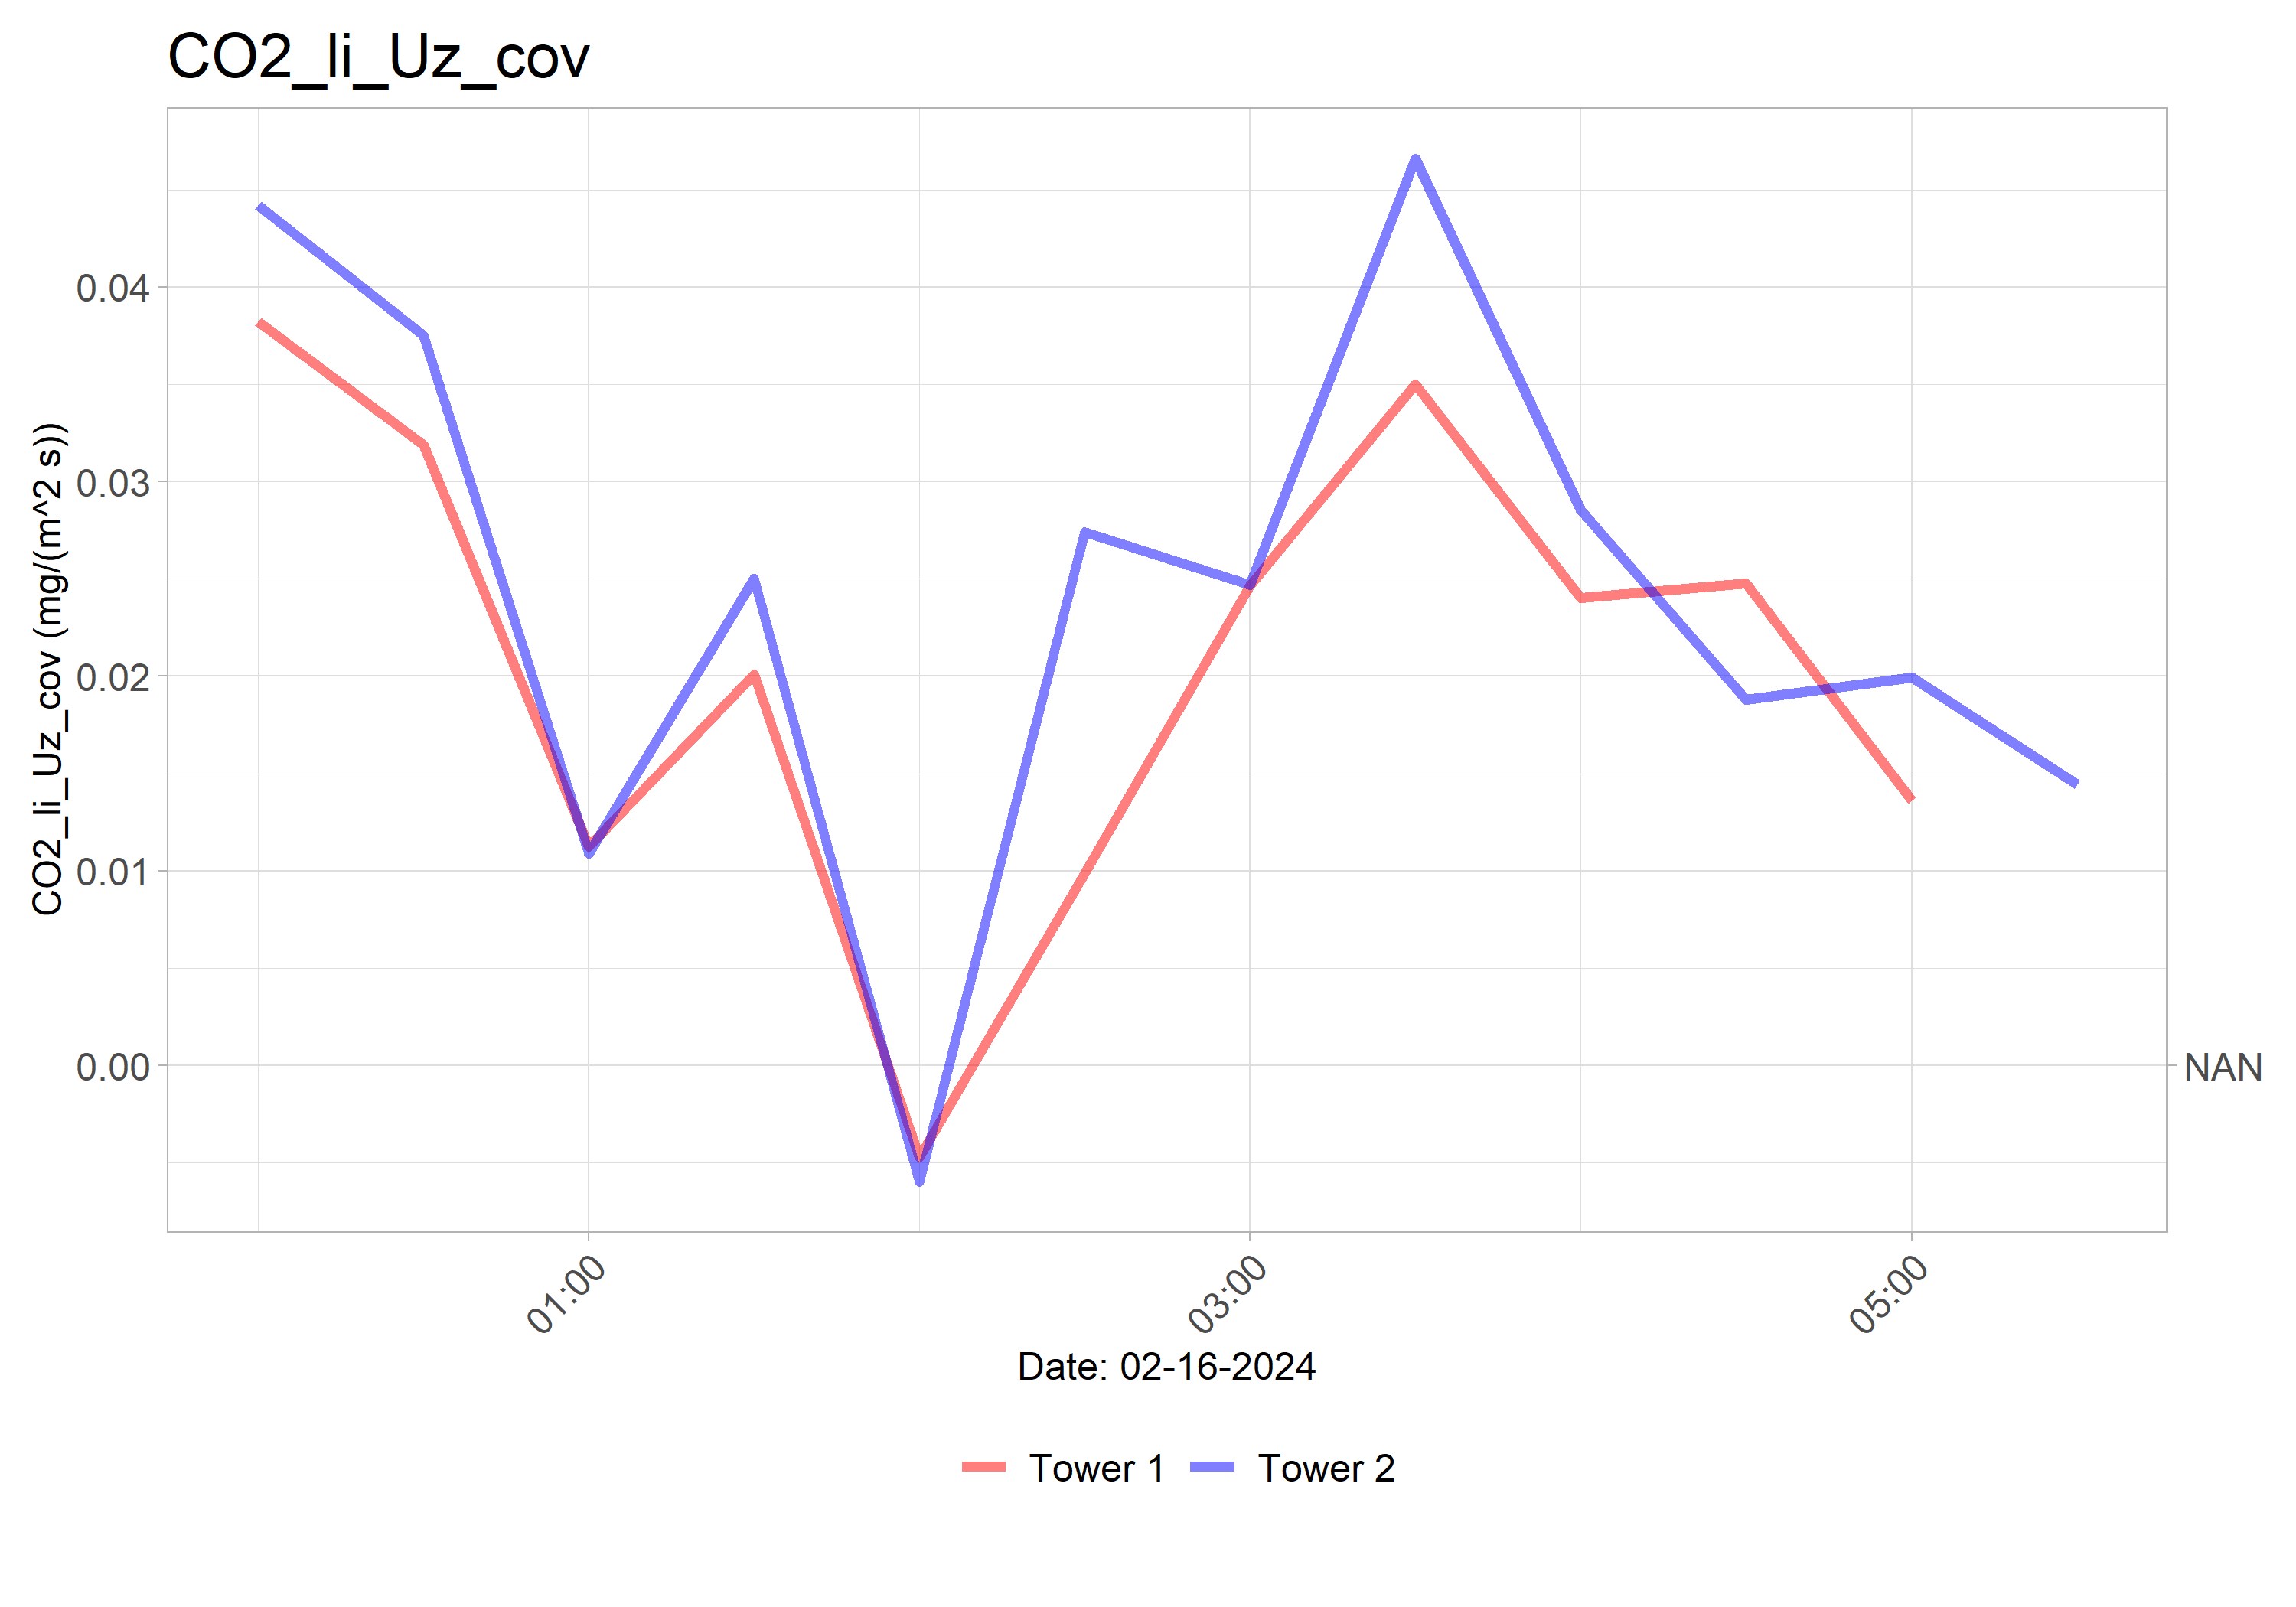 CO2_li_Uz_cov
CO2_li_Uz_cov (mg/(m^2 s))
0.04
0.03
0.02
0.01
0.00
NAN
01:00
03:00
05:00
Date: 02-16-2024
Tower 1
Tower 2